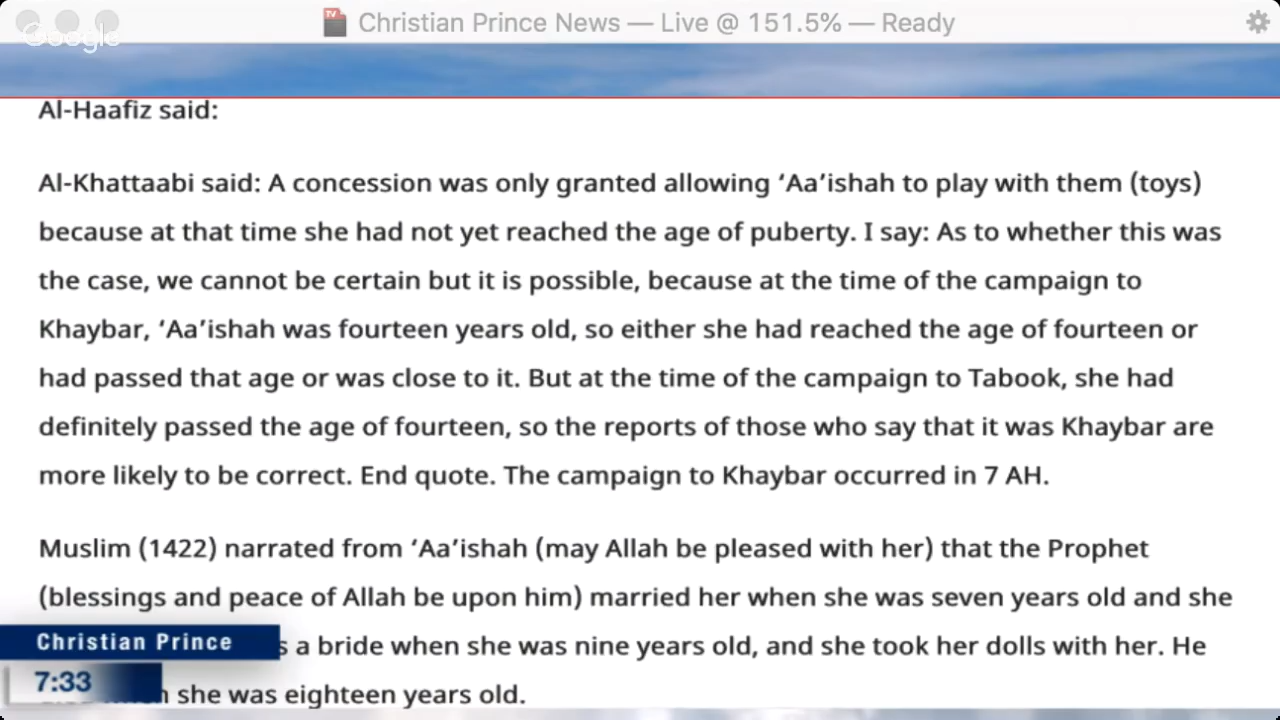 Christian Prince News — Live @ 151.5% — Ready
Google
Al-Haafiz said:
Al-Khattaabi said: A concession was only granted allowing ‘Aa’ishah to play with them (toys)
because at that time she had not yet reached the age of puberty. I say: As to whether this was
the case, we cannot be certain but it is possible, because at the time of the campaign to
Khaybar, ‘Aa’ishah was fourteen years old, so either she had reached the age of fourteen or
had passed that age or was close to it. But at the time of the campaign to Tabook, she had
definitely passed the age of fourteen, so the reports of those who say that it was Khaybar are
more likely to be correct. End quote. The campaign to Khaybar occurred in 7 AH.
Muslim (1422) narrated from ‘Aa’ishah (may Allah be pleased with her) that the Prophet
(blessings and peace of Allah be upon him) married her when she was seven years old and she
Christian Prince
a bride when she was nine years old, and she took her dolls with her. He
7:33
she was eighteen years old.